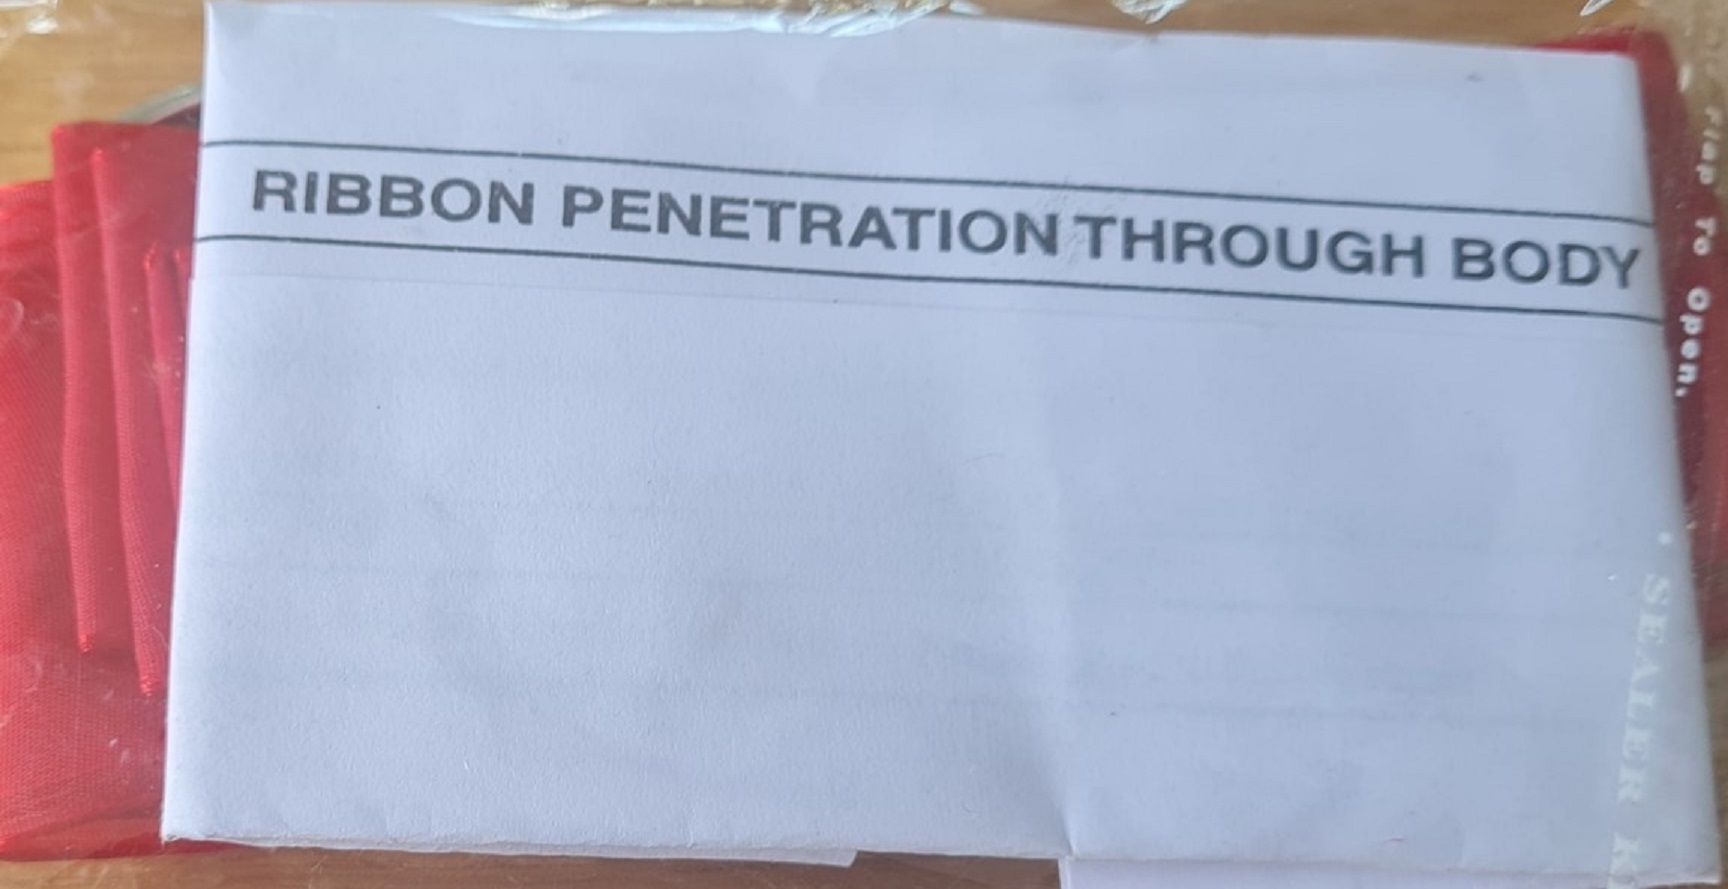 RIBBON PENETRATION THROUGH BODY
Flap To Open.
SEALER